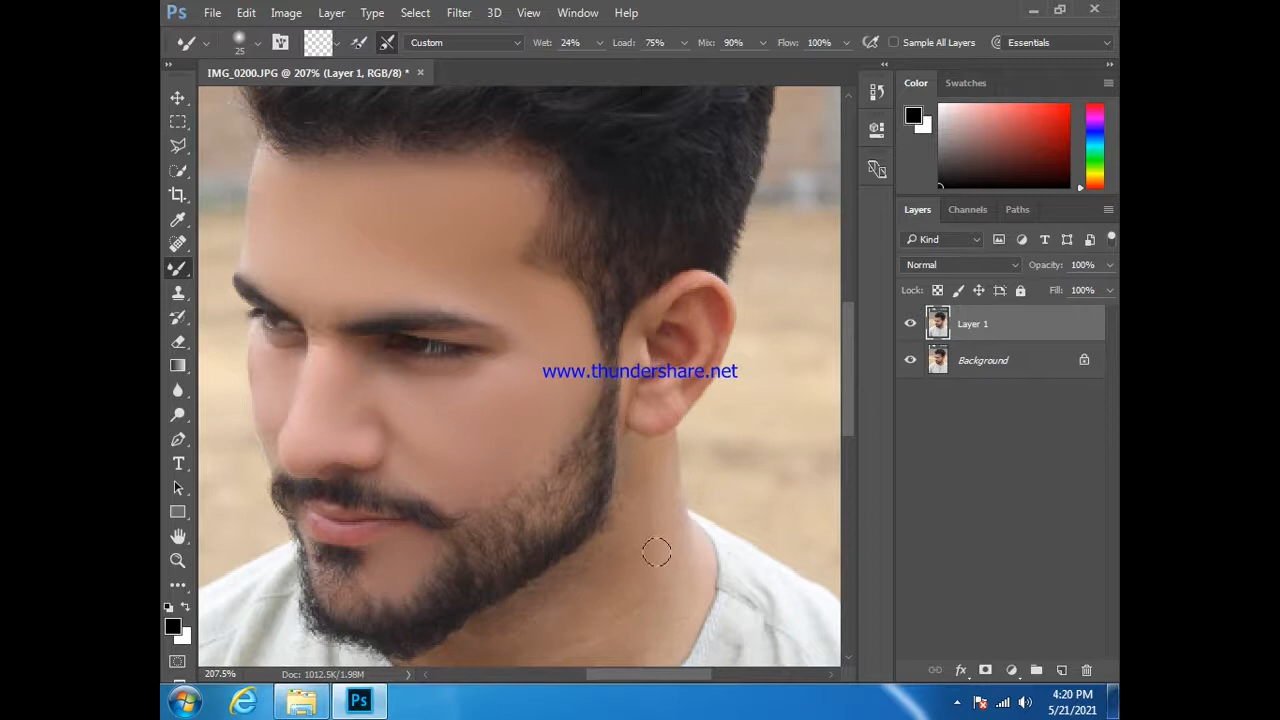 Ps File Edit Image Layer Type Select Filter 3D View Window Help
25 Custom Wet: 24% Load: 75% Mix: 90% Flow: 100% Sample All Layers Essentials
IMG_0200.JPG @ 207% (Layer 1, RGB/8) *
Color Swatches
Layers Channels Paths
Kind
Normal Opacity: 100%
Lock: Fill: 100%
Layer 1
Background
www.thundershare.net
207.5% Doc: 1012.5K/1.98M
Ps
4:20 PM
5/21/2021